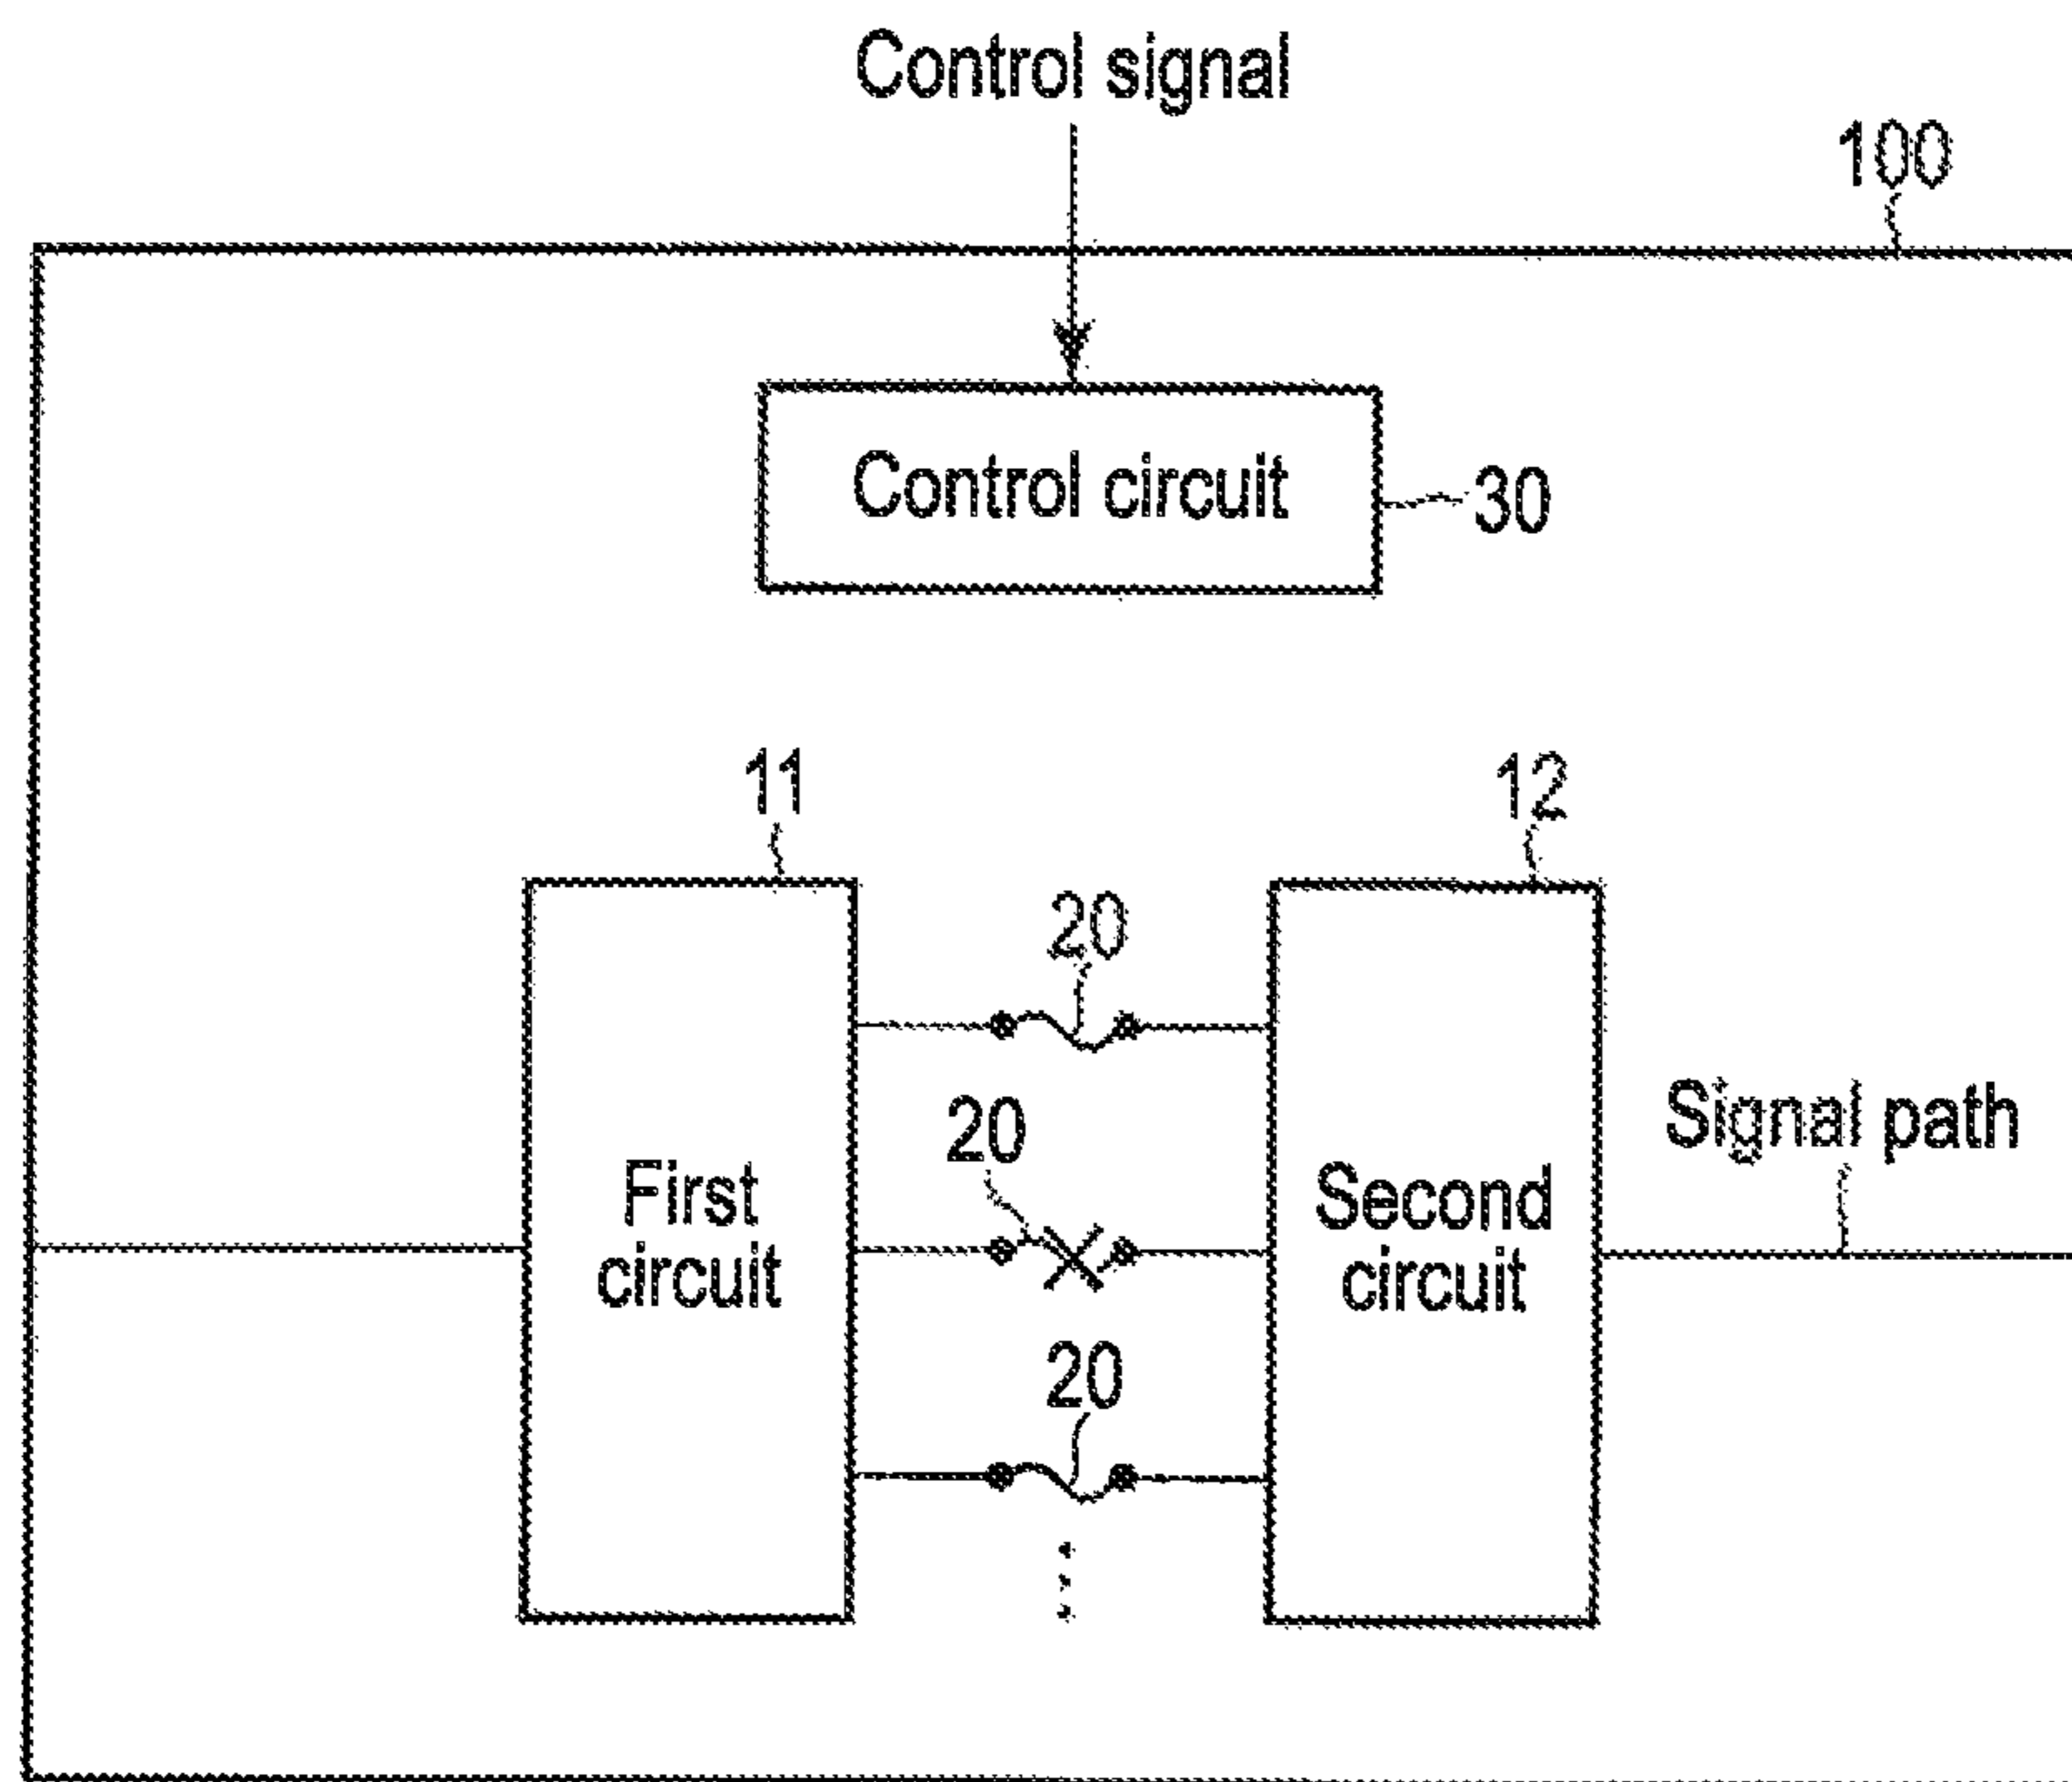 Control signal
100
Control circuit
30
11
12
20
Signal path
20
First
circuit
Second
circuit
20